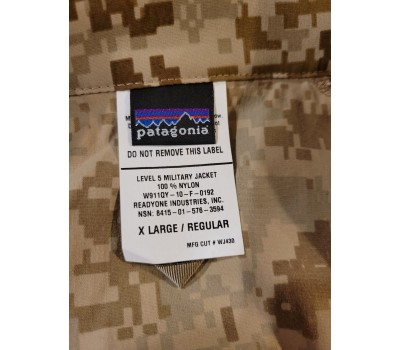 patagonia
DO NOT REMOVE THIS LABEL
LEVEL 5 MILITARY JACKET
100 % NYLON
W911QY-10-F-0192
READYONE INDUSTRIES, INC.
NSN: 8415-01-576-3594
X LARGE / REGULAR
MFG CUT # WJ430